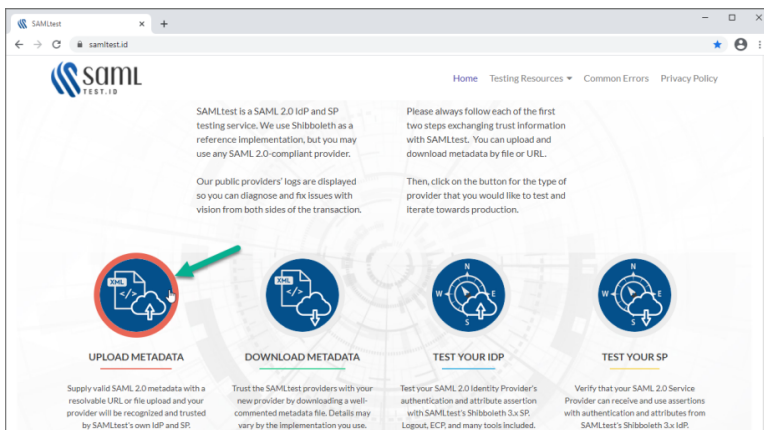 SAMLtest
samltest.id
saml
TEST.ID
Home Testing Resources Common Errors Privacy Policy
SAMLtest is a SAML 2.0 IdP and SP
testing service. We use Shibboleth as a
reference implementation, but you may
use any SAML 2.0-compliant provider.
Our public providers' logs are displayed
so you can diagnose and fix issues with
vision from both sides of the transaction.
Please always follow each of the first
two steps exchanging trust information
with SAMLtest. You can upload and
download metadata by file or URL.
Then, click on the button for the type of
provider that you would like to test and
iterate towards production.
XML
</>
UPLOAD METADATA
Supply valid SAML 2.0 metadata with a
resolvable URL or file upload and your
provider will be recognized and trusted
by SAMLtest's own IdP and SP.
XML
</>
DOWNLOAD METADATA
Trust the SAMLtest providers with your
new provider by downloading a well-
commented metadata file. Details may
vary by the implementation you use.
N
W E
S
TEST YOUR IDP
Test your SAML 2.0 Identity Provider's
authentication and attribute assertion
with SAMLtest's Shibboleth 3.x SP.
Logout, ECP, and many tools included.
N
W E
S
TEST YOUR SP
Verify that your SAML 2.0 Service
Provider can receive and use assertions
with authentication and attributes from
SAMLtest's Shibboleth 3.x IdP.